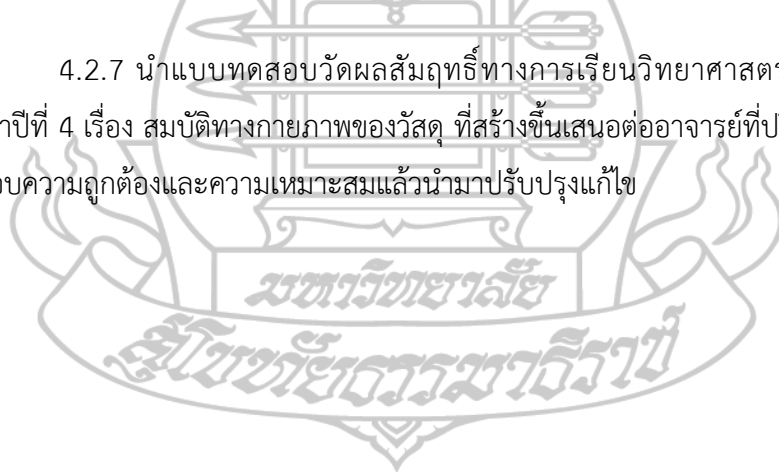 4.2.7 นำแบบทดสอบวัดผลสัมฤทธิ์ทางการเรียนวิทยาศาสตร
าปีที่ 4 เรื่อง สมบัติทางกายภาพของวัสดุ ที่สร้างขึ้นเสนอต่ออาจารย์ที่ป
อบความถูกต้องและความเหมาะสมแล้วนำมาปรับปรุงแก้ไข
มหาวิทยาลัย
สุโขทัยธรรมาธิราช